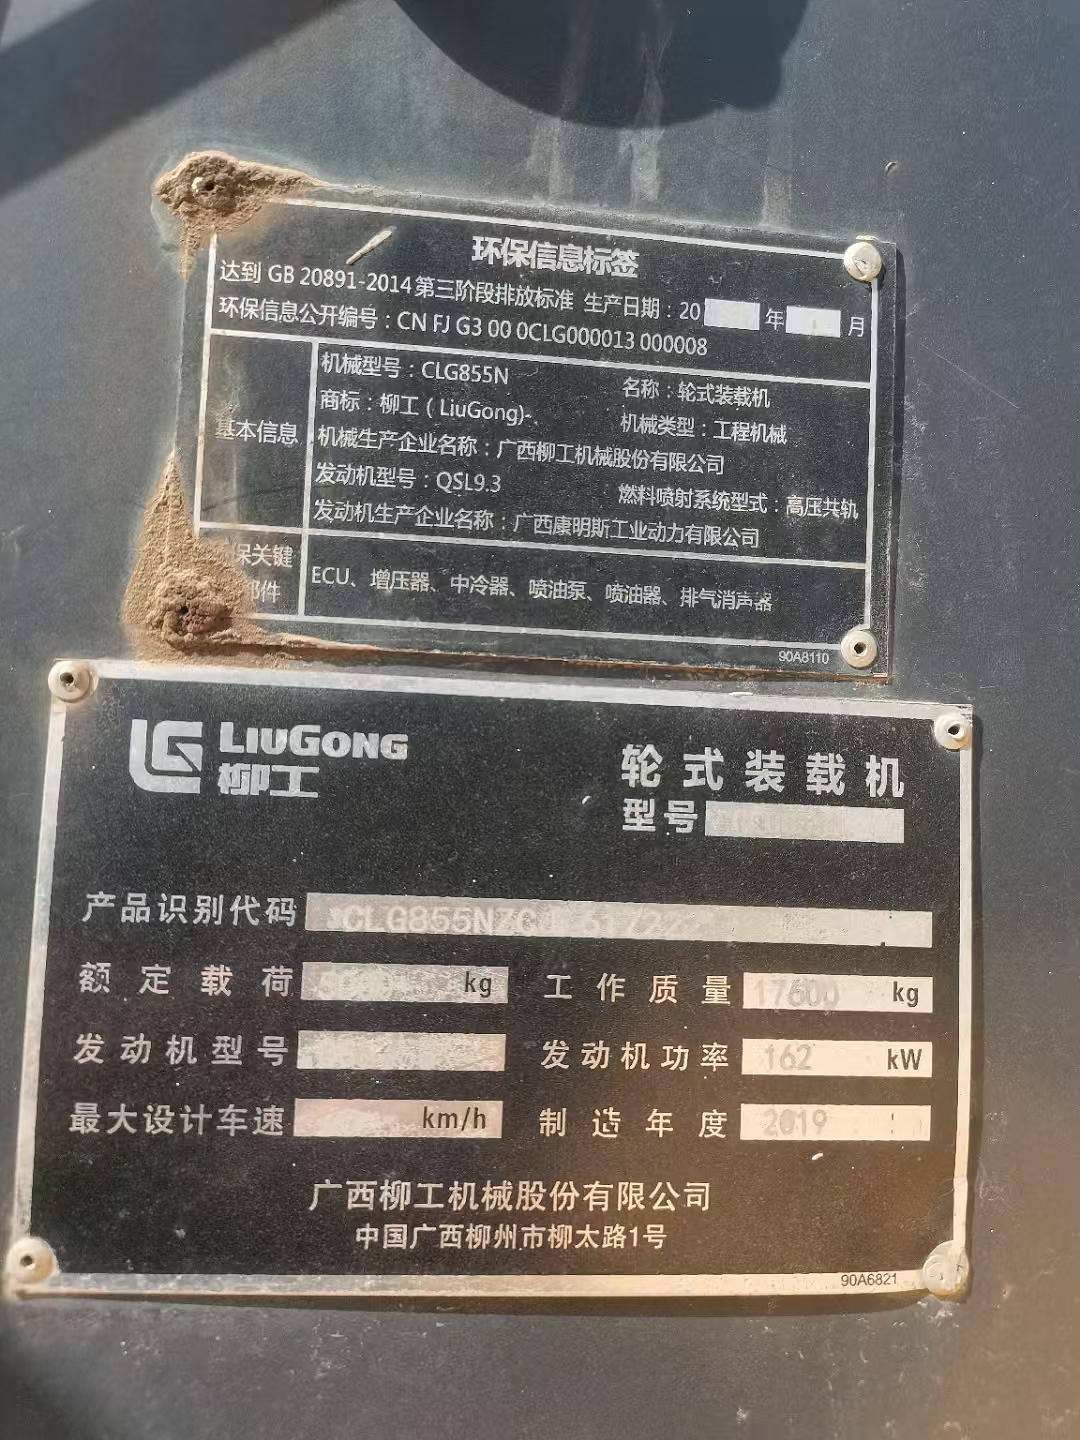 环保信息标签
达到 GB 20891-2014 第三阶段排放标准 生产日期：20 年 月
环保信息公开编号：CN FJ G3 00 0CLG000013 000008
基本信息
机械型号：CLG855N 名称：轮式装载机
商标：柳工（LiuGong） 机械类型：工程机械
机械生产企业名称：广西柳工机械股份有限公司
发动机型号：QSL9.3 燃料喷射系统型式：高压共轨
发动机生产企业名称：广西康明斯工业动力有限公司
保关键
部件
ECU、增压器、中冷器、喷油泵、喷油器、排气消声器
90A8110
LIUGONG
柳工
轮式装载机
型号
产品识别代码
额定载荷 kg 工作质量 17600 kg
发动机型号 发动机功率 162 kW
最大设计车速 km/h 制造年度 2019
广西柳工机械股份有限公司
中国广西柳州市柳太路1号
90A6821